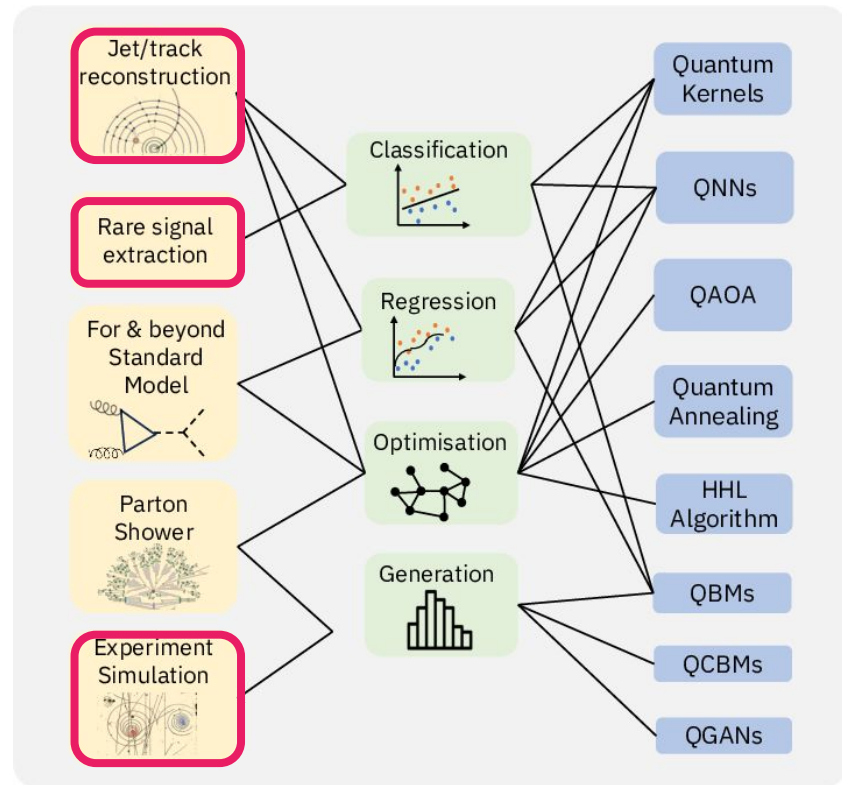 Jet/track
reconstruction
Rare signal
extraction
For & beyond
Standard
Model
Parton
Shower
Experiment
Simulation
Classification
Regression
Optimisation
Generation
Quantum
Kernels
QNNs
QAOA
Quantum
Annealing
HHL
Algorithm
QBMs
QCBMs
QGANs